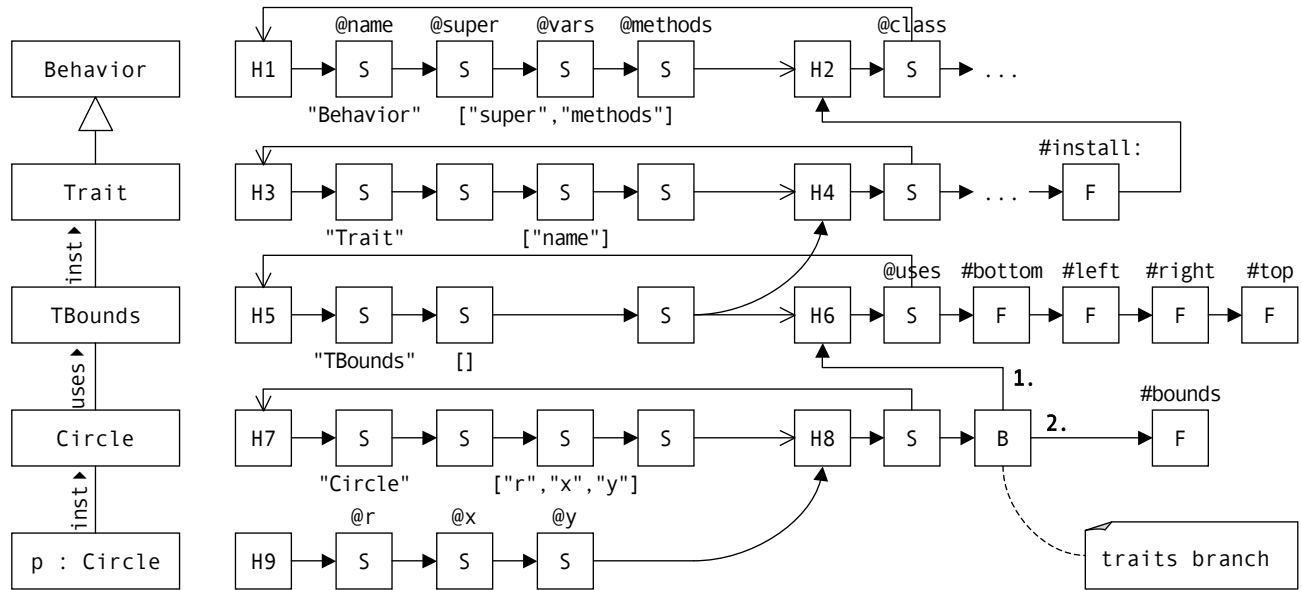 @name @super @vars @methods @class
Behavior H1 S S S S H2 S ...
"Behavior" ["super","methods"]
#install:
Trait H3 S S S S H4 S ... F
"Trait" ["name"]
inst
@uses #bottom #left #right #top
TBounds H5 S S S H6 S F F F F
"TBounds" []
uses
1.
#bounds
2.
Circle H7 S S S S H8 S B F
"Circle" ["r","x","y"]
inst
@r @x @y
p : Circle H9 S S S
traits branch